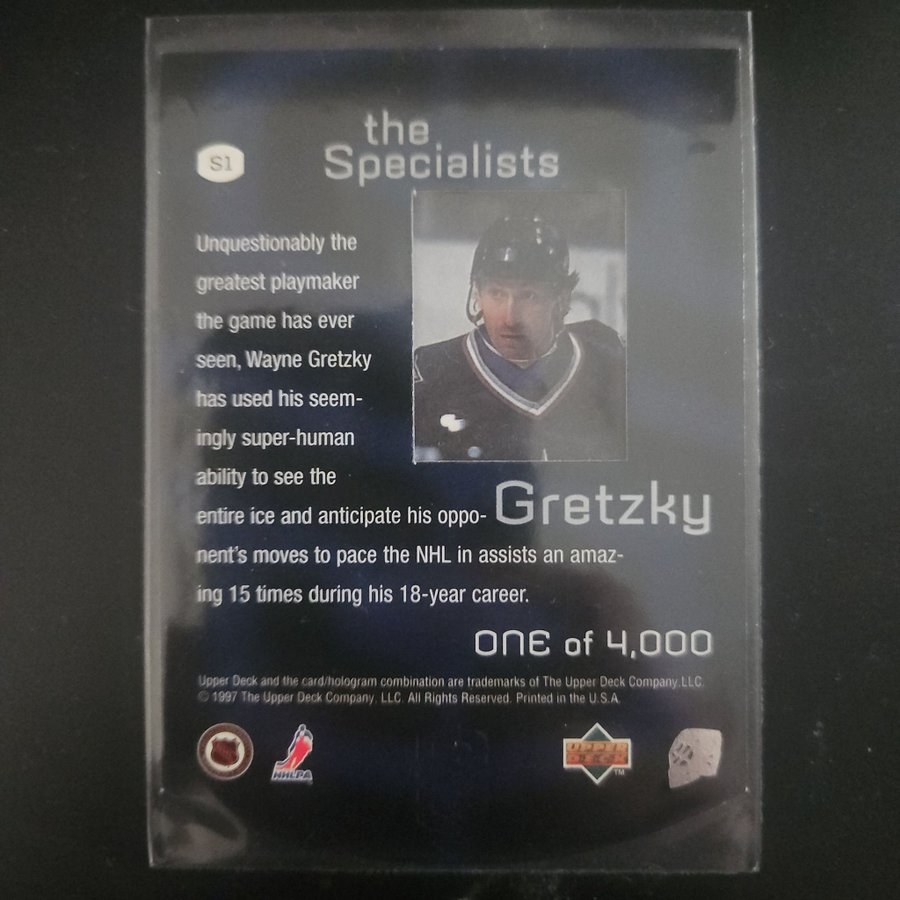 the
Specialists
S1
Unquestionably the
greatest playmaker
the game has ever
seen, Wayne Gretzky
has used his seem-
ingly super-human
ability to see the
entire ice and anticipate his oppo-
Gretzky
nent's moves to pace the NHL in assists an amaz-
ing 15 times during his 18-year career.
ONE of 4,000
Upper Deck and the card/hologram combination are trademarks of The Upper Deck Company, LLC.
© 1997 The Upper Deck Company, LLC. All Rights Reserved. Printed in the U.S.A.
NHLPA
UPPER
DECK
TM